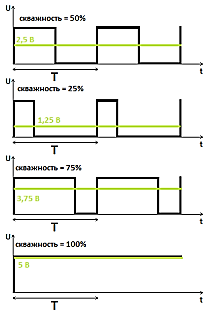 U
скважность = 50%
2,5 В
t
T
U
скважность = 25%
1,25 В
t
T
U
скважность = 75%
3,75 В
t
T
U
скважность = 100%
5 В
t
T